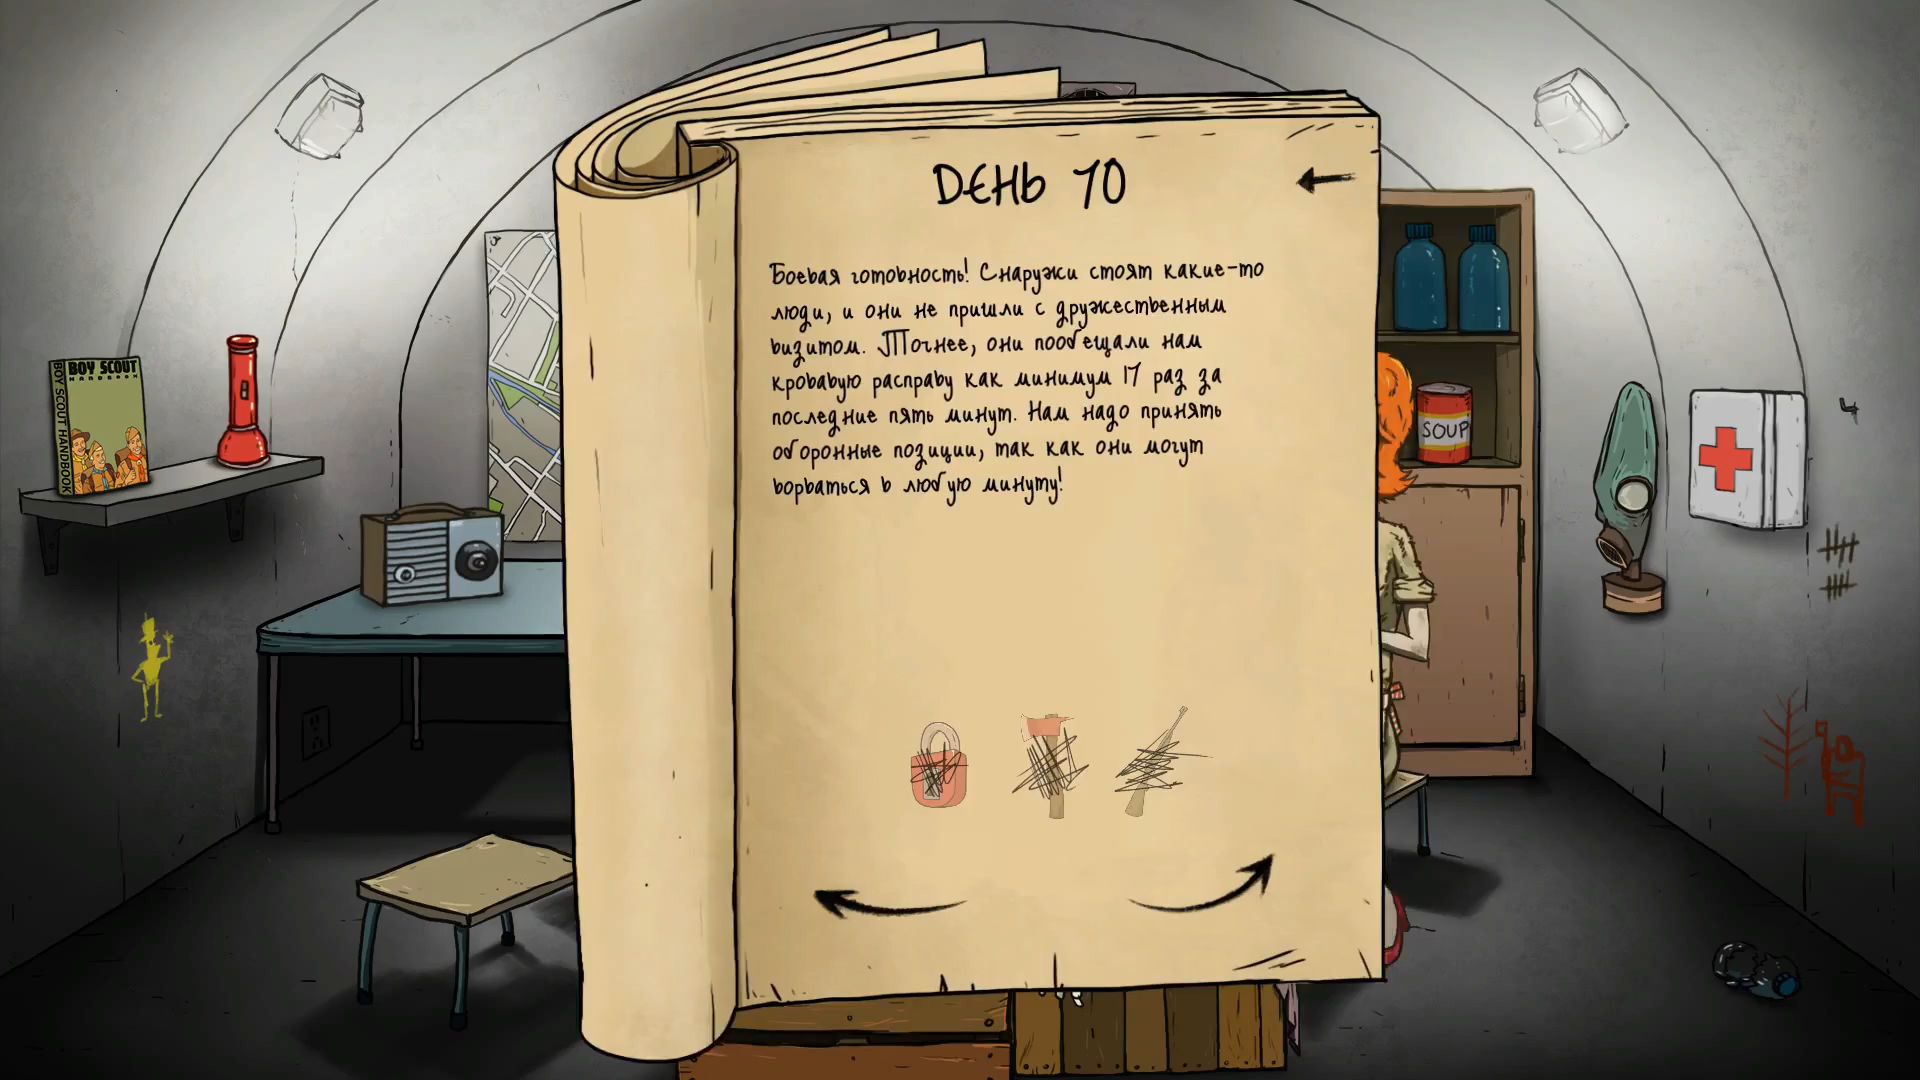 ДЕНЬ 10
Боевая готовность! Снаружи стоят какие-то
люди, и они не пришли с дружественным
визитом. Точнее, они пообещали нам
кровавую расправу как минимум 17 раз за
последние пять минут. Нам надо принять
оборонные позиции, так как они могут
ворваться в любую минуту!
BOY SCOUT
HANDBOOK
BOY SCOUT HANDBOOK
SOUP